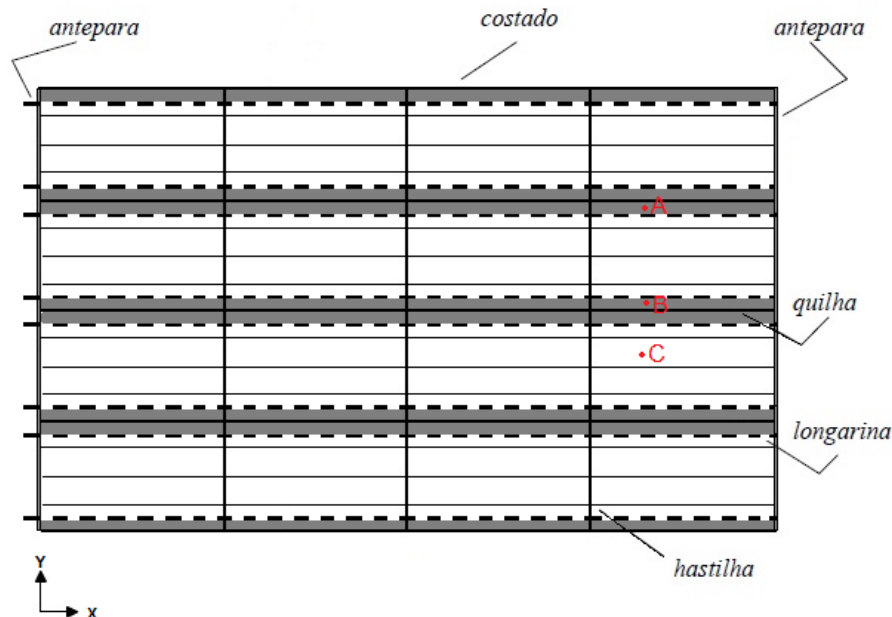 costado
antepara
antepara
A
B
quilha
C
longarina
hastilha
Y
X